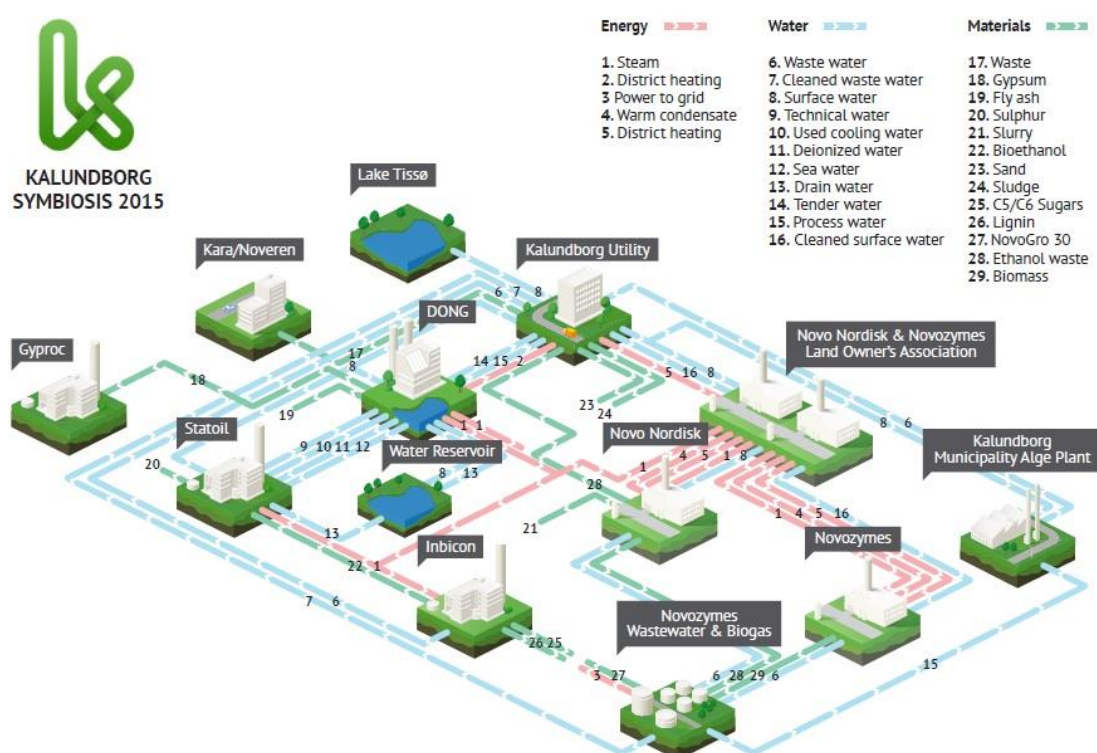 KALUNDBORG
SYMBIOSIS 2015
Energy
1. Steam
2. District heating
3 Power to grid
4. Warm condensate
5. District heating
Water
6. Waste water
7. Cleaned waste water
8. Surface water
9. Technical water
10. Used cooling water
11. Deionized water
12. Sea water
13. Drain water
14. Tender water
15. Process water
16. Cleaned surface water
Materials
17. Waste
18. Gypsum
19. Fly ash
20. Sulphur
21. Slurry
22. Bioethanol
23. Sand
24. Sludge
25. C5/C6 Sugars
26. Lignin
27. NovoGro 30
28. Ethanol waste
29. Biomass
Lake Tissø
Kara/Noveren
Kalundborg Utility
6 7 8
DONG
Gyproc
17
8
14 15 2
Novo Nordisk & Novozymes
Land Owner's Association
5 16 8
18
19
23
24
1 1
8 6
Statoil
9 10 11 12
Water Reservoir
Novo Nordisk
Kalundborg
Municipality Alge Plant
20
8 13
1 4 5 1 8
28
1 4 5 16
13
21
Inbicon
Novozymes
22 1
7 6
Novozymes
Wastewater & Biogas
26 25
3 27
6 28 29 6
15